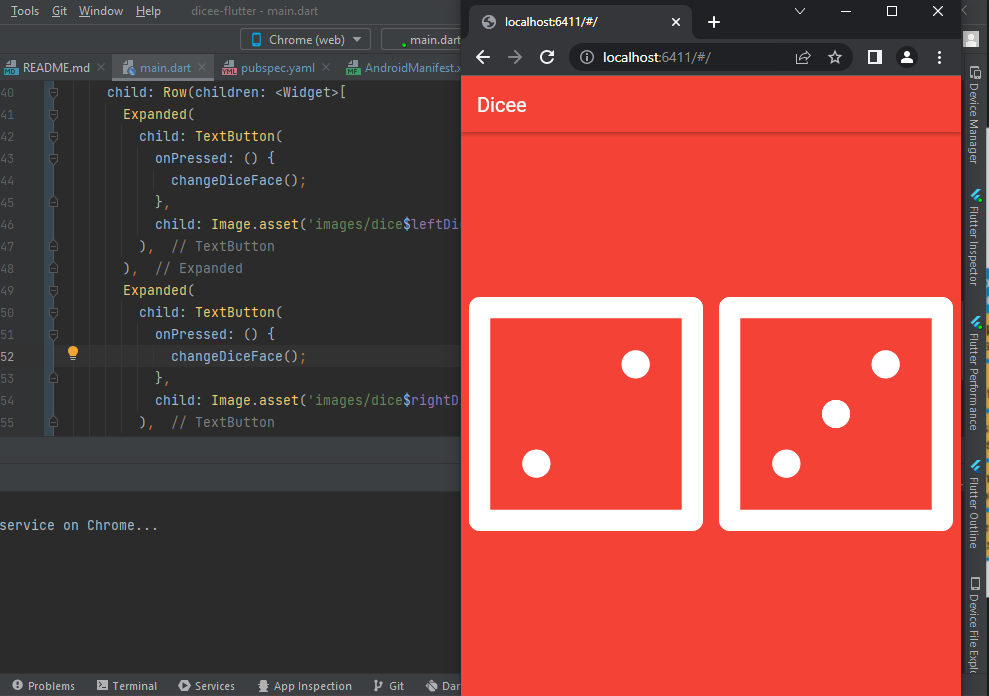 Tools Git Window Help dicee-flutter - main.dart
Chrome (web) main.dart
README.md main.dart pubspec.yaml AndroidManifest.x
40 child: Row(children: <Widget>[
41 Expanded(
42 child: TextButton(
43 onPressed: () {
44 changeDiceFace();
45 },
46 child: Image.asset('images/dice$leftDi
47 ), // TextButton
48 ), // Expanded
49 Expanded(
50 child: TextButton(
51 onPressed: () {
52 changeDiceFace();
53 },
54 child: Image.asset('images/dice$rightD
55 ), // TextButton
service on Chrome...
Problems Terminal Services App Inspection Git Dar
localhost:6411/#/
localhost:6411/#/
Dicee
Device Manager
Flutter Inspector
Flutter Performance
Flutter Outline
Device File Explo